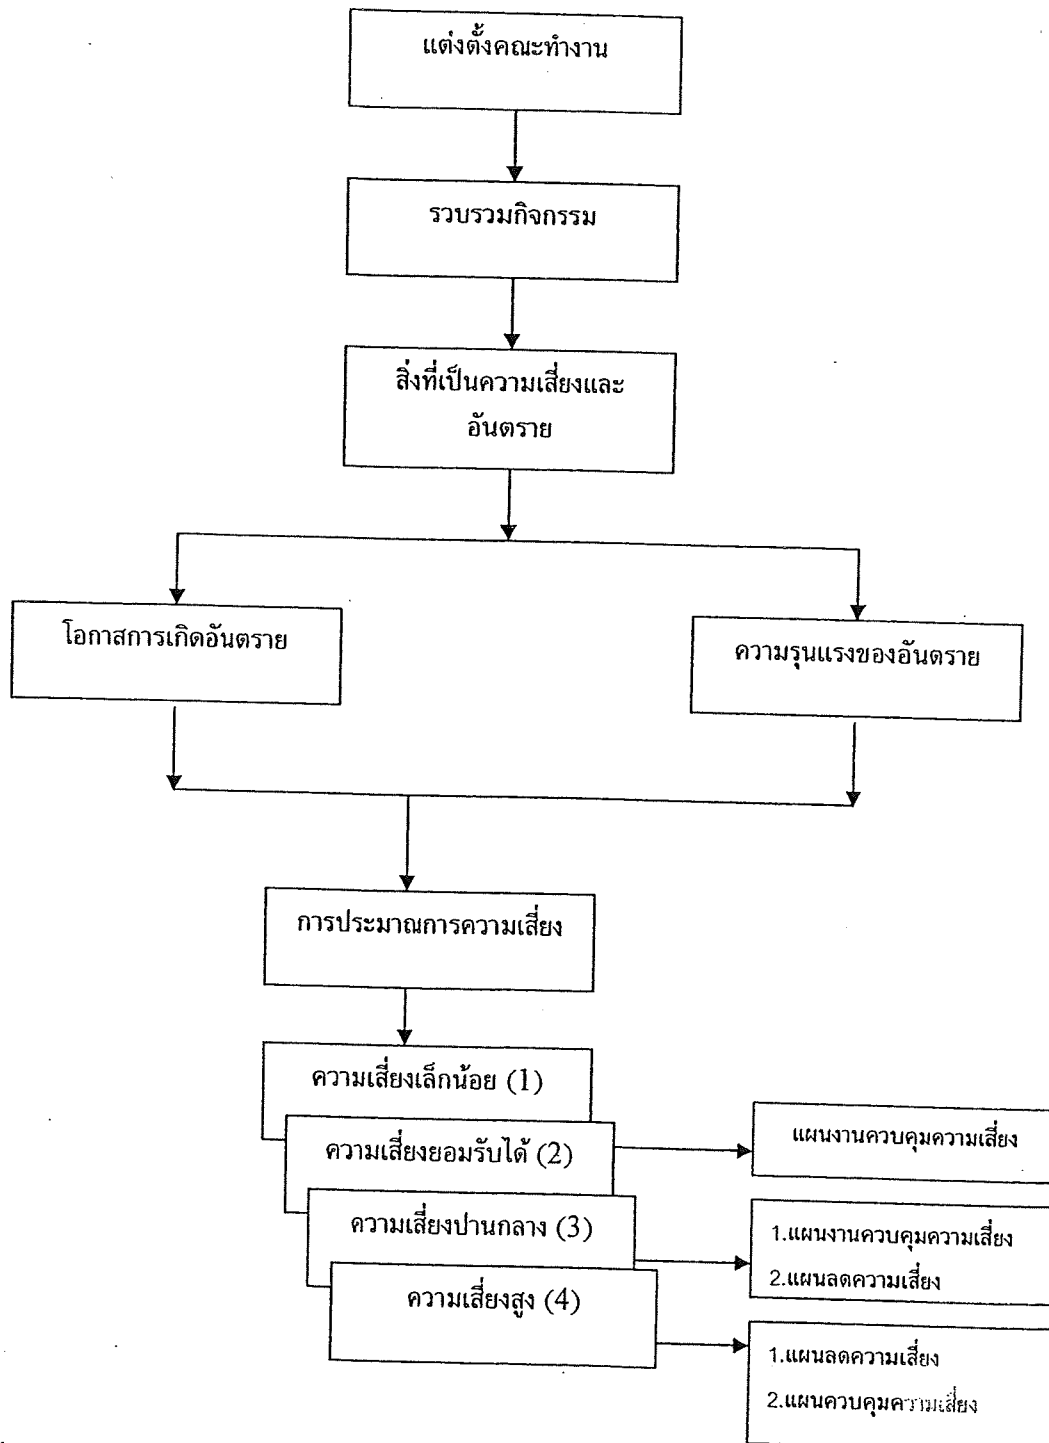 แต่งตั้งคณะทำงาน
รวบรวมกิจกรรม
สิ่งที่เป็นความเสี่ยงและ
อันตราย
โอกาสการเกิดอันตราย
ความรุนแรงของอันตราย
การประมาณการความเสี่ยง
ความเสี่ยงเล็กน้อย (1)
ความเสี่ยงยอมรับได้ (2)
แผนงานควบคุมความเสี่ยง
ความเสี่ยงปานกลาง (3)
1.แผนงานควบคุมความเสี่ยง
2.แผนลดความเสี่ยง
ความเสี่ยงสูง (4)
1.แผนลดความเสี่ยง
2.แผนควบคุมความเสี่ยง